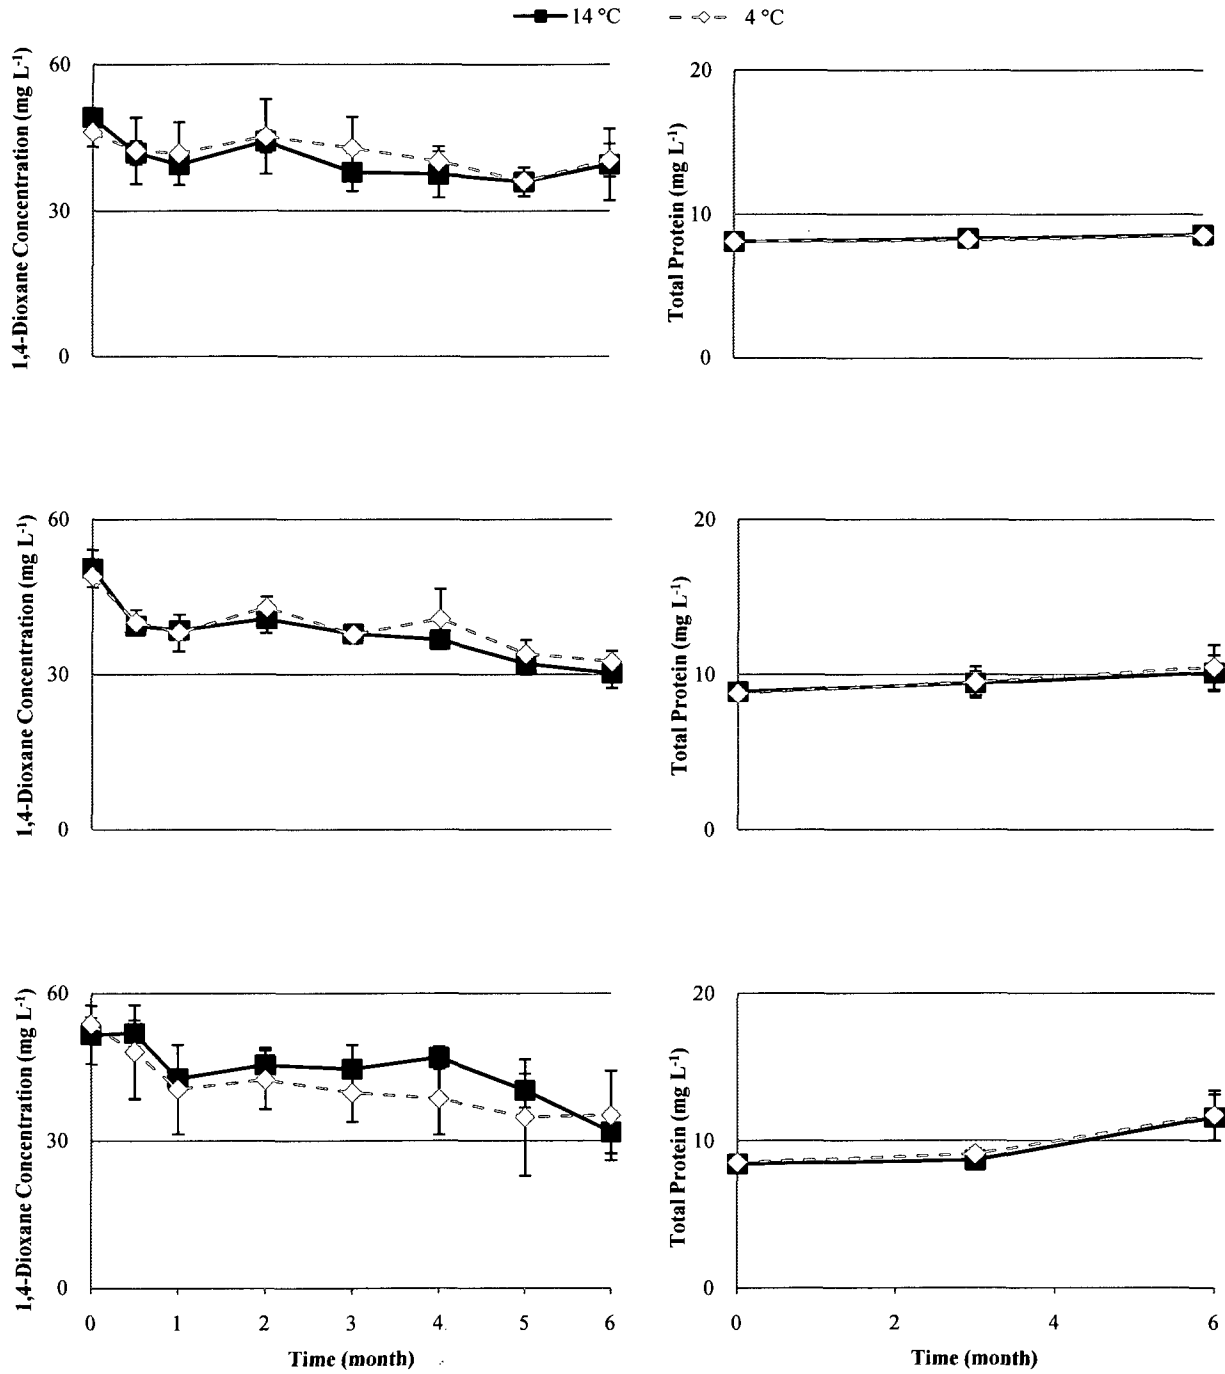 14 °C 4 °C
1,4-Dioxane Concentration (mg L-1)
60
30
0
Total Protein (mg L-1)
20
10
0
1,4-Dioxane Concentration (mg L-1)
60
30
0
Total Protein (mg L-1)
20
10
0
1,4-Dioxane Concentration (mg L-1)
60
30
0
0 1 2 3 4 5 6
Time (month)
Total Protein (mg L-1)
20
10
0
0 2 4 6
Time (month)